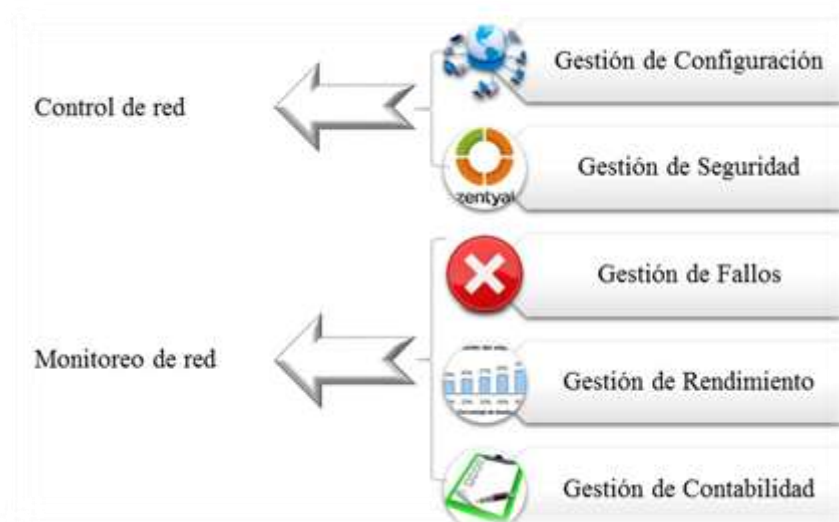 Gestión de Configuración
Control de red
Gestión de Seguridad
zentyal
Gestión de Fallos
Monitoreo de red
Gestión de Rendimiento
Gestión de Contabilidad